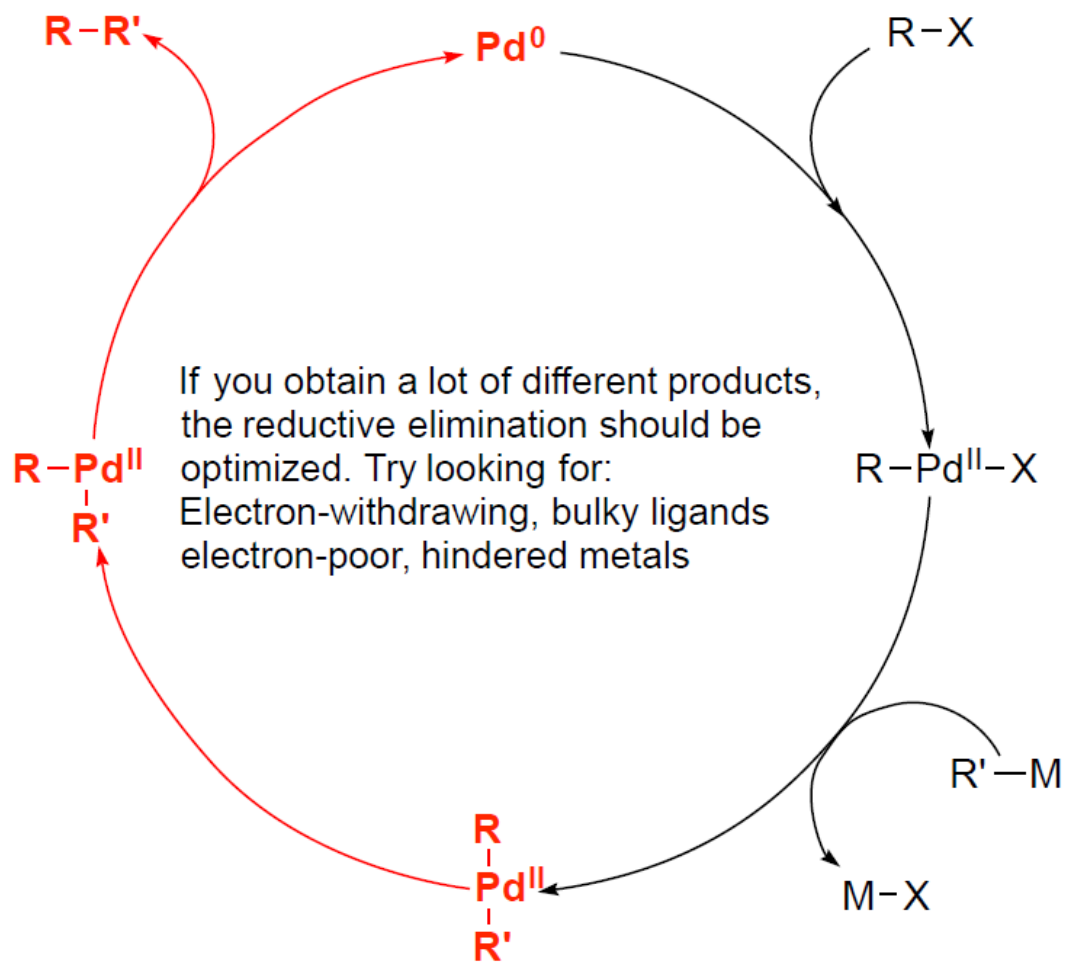 R–R'
Pd⁰
R–X
If you obtain a lot of different products,
the reductive elimination should be
optimized. Try looking for:
Electron-withdrawing, bulky ligands
electron-poor, hindered metals
R–Pdᴵᴵ
R'
R–Pdᴵᴵ–X
R'–M
R
Pdᴵᴵ
R'
M–X